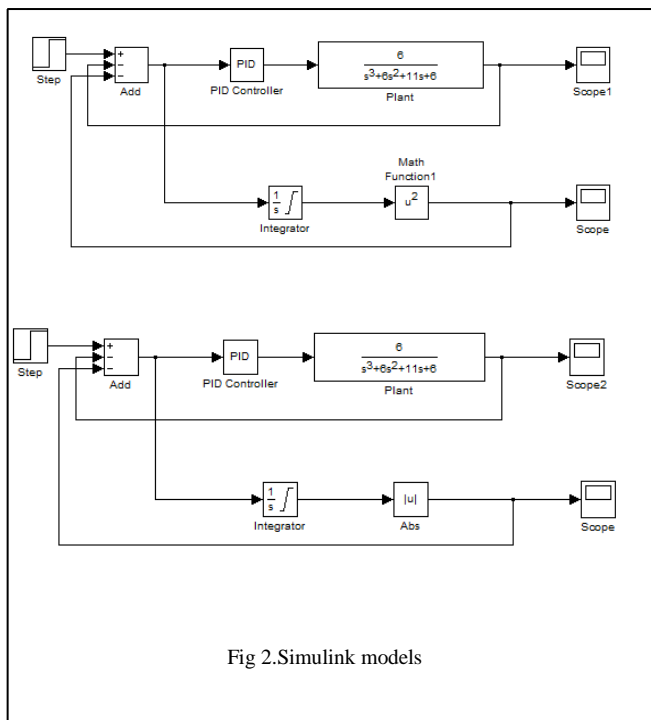 6
PID
s³+6s²+11s+6
Step
Add
PID Controller
Plant
Scope1
Math
Function1
1
s
u²
Integrator
Scope
6
PID
s³+6s²+11s+6
Step
Add
PID Controller
Plant
Scope2
1
s
|u|
Integrator
Abs
Scope
Fig 2.Simulink models